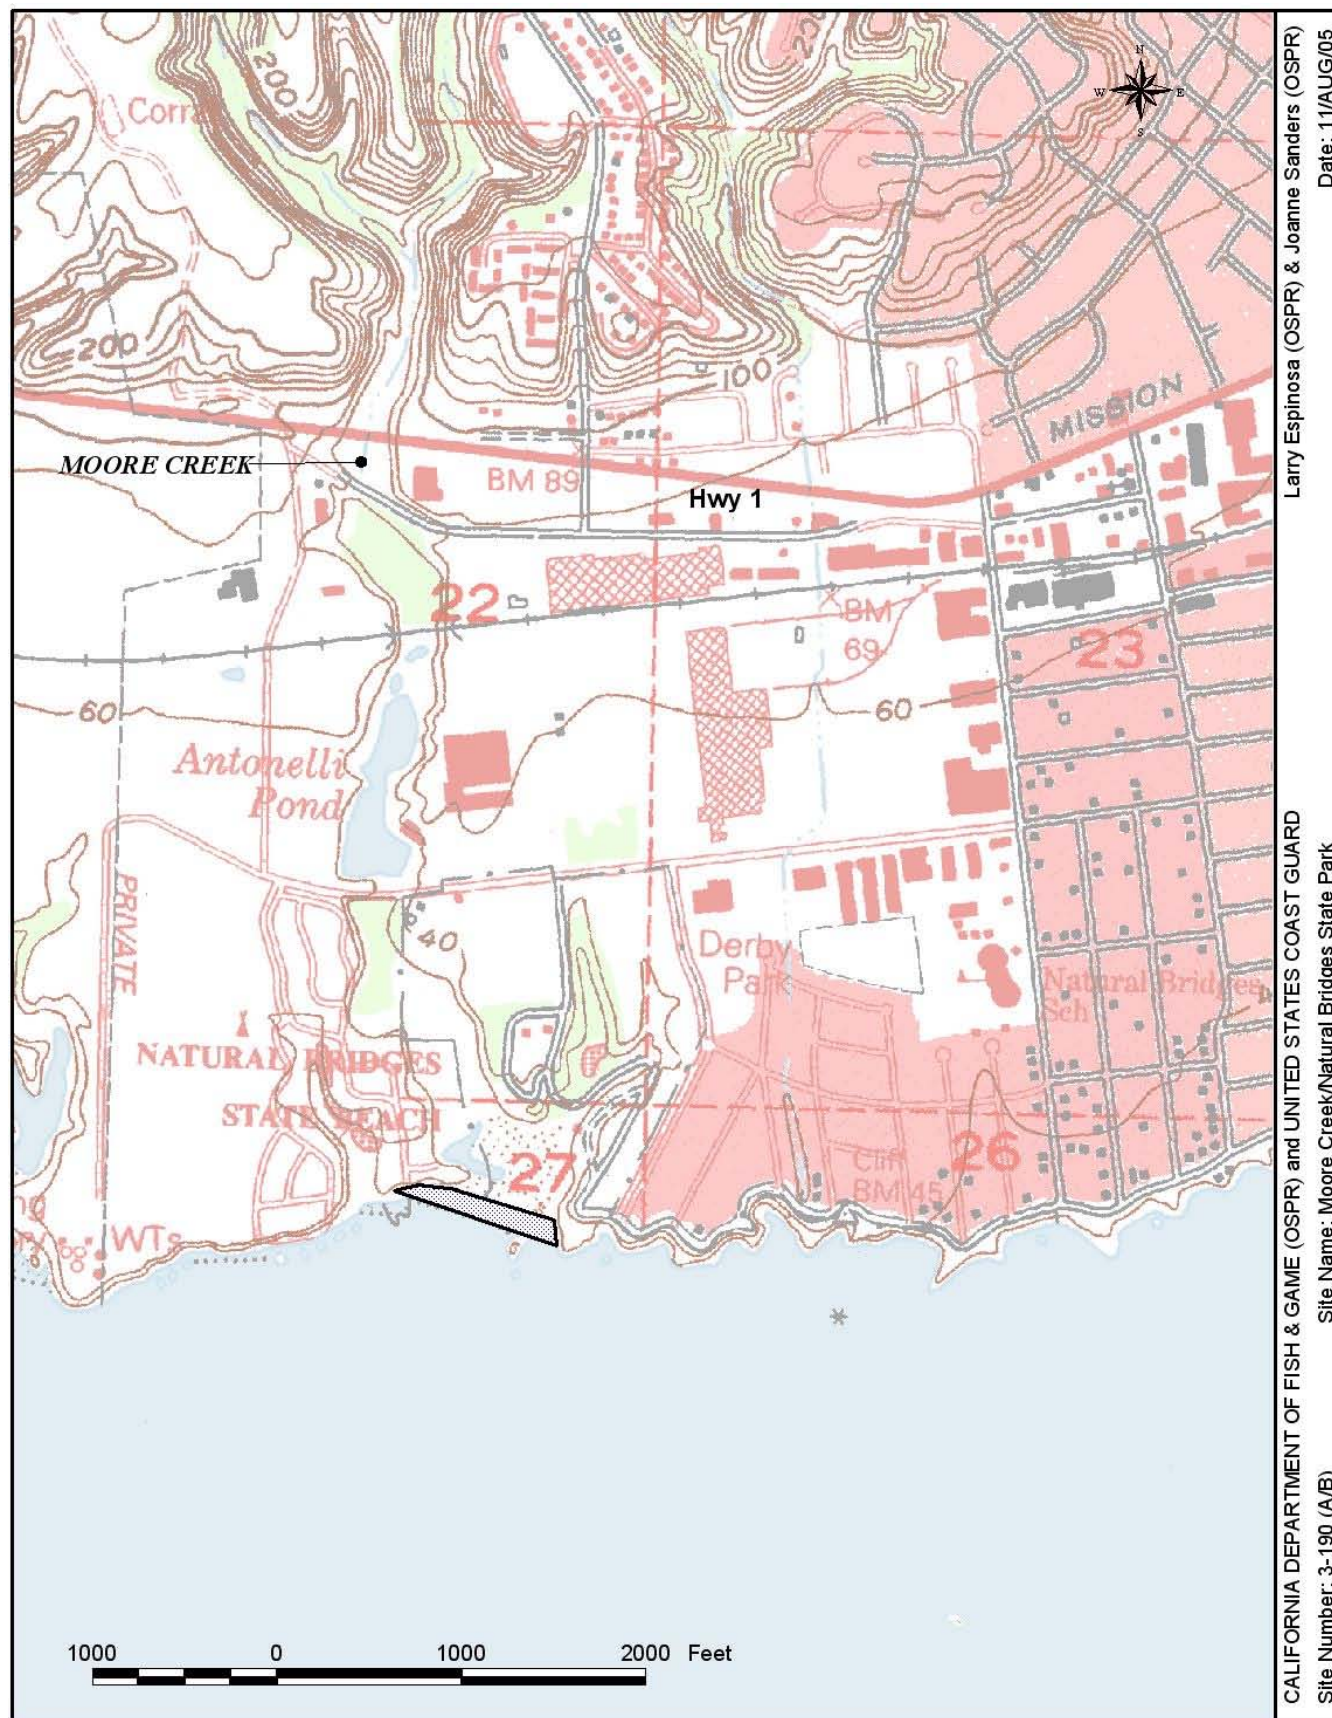 200
Corra
N
W
E
S
200
100
MISSION
MOORE CREEK
BM 89
Hwy 1
22
BM
69
23
60
60
Antonelli
Pond
PRIVATE
40
Derby
Park
Natural Bridges
Sch
NATURAL BRIDGES
STATE BEACH
27
26
Cliff
BM 45
WTs
1000 0 1000 2000 Feet
Larry Espinosa (OSPR) & Joanne Sanders (OSPR)
Date: 11/AUG/05
CALIFORNIA DEPARTMENT OF FISH & GAME (OSPR) and UNITED STATES COAST GUARD
Site Name: Moore Creek/Natural Bridges State Park
Site Number: 3-190 (A/B)